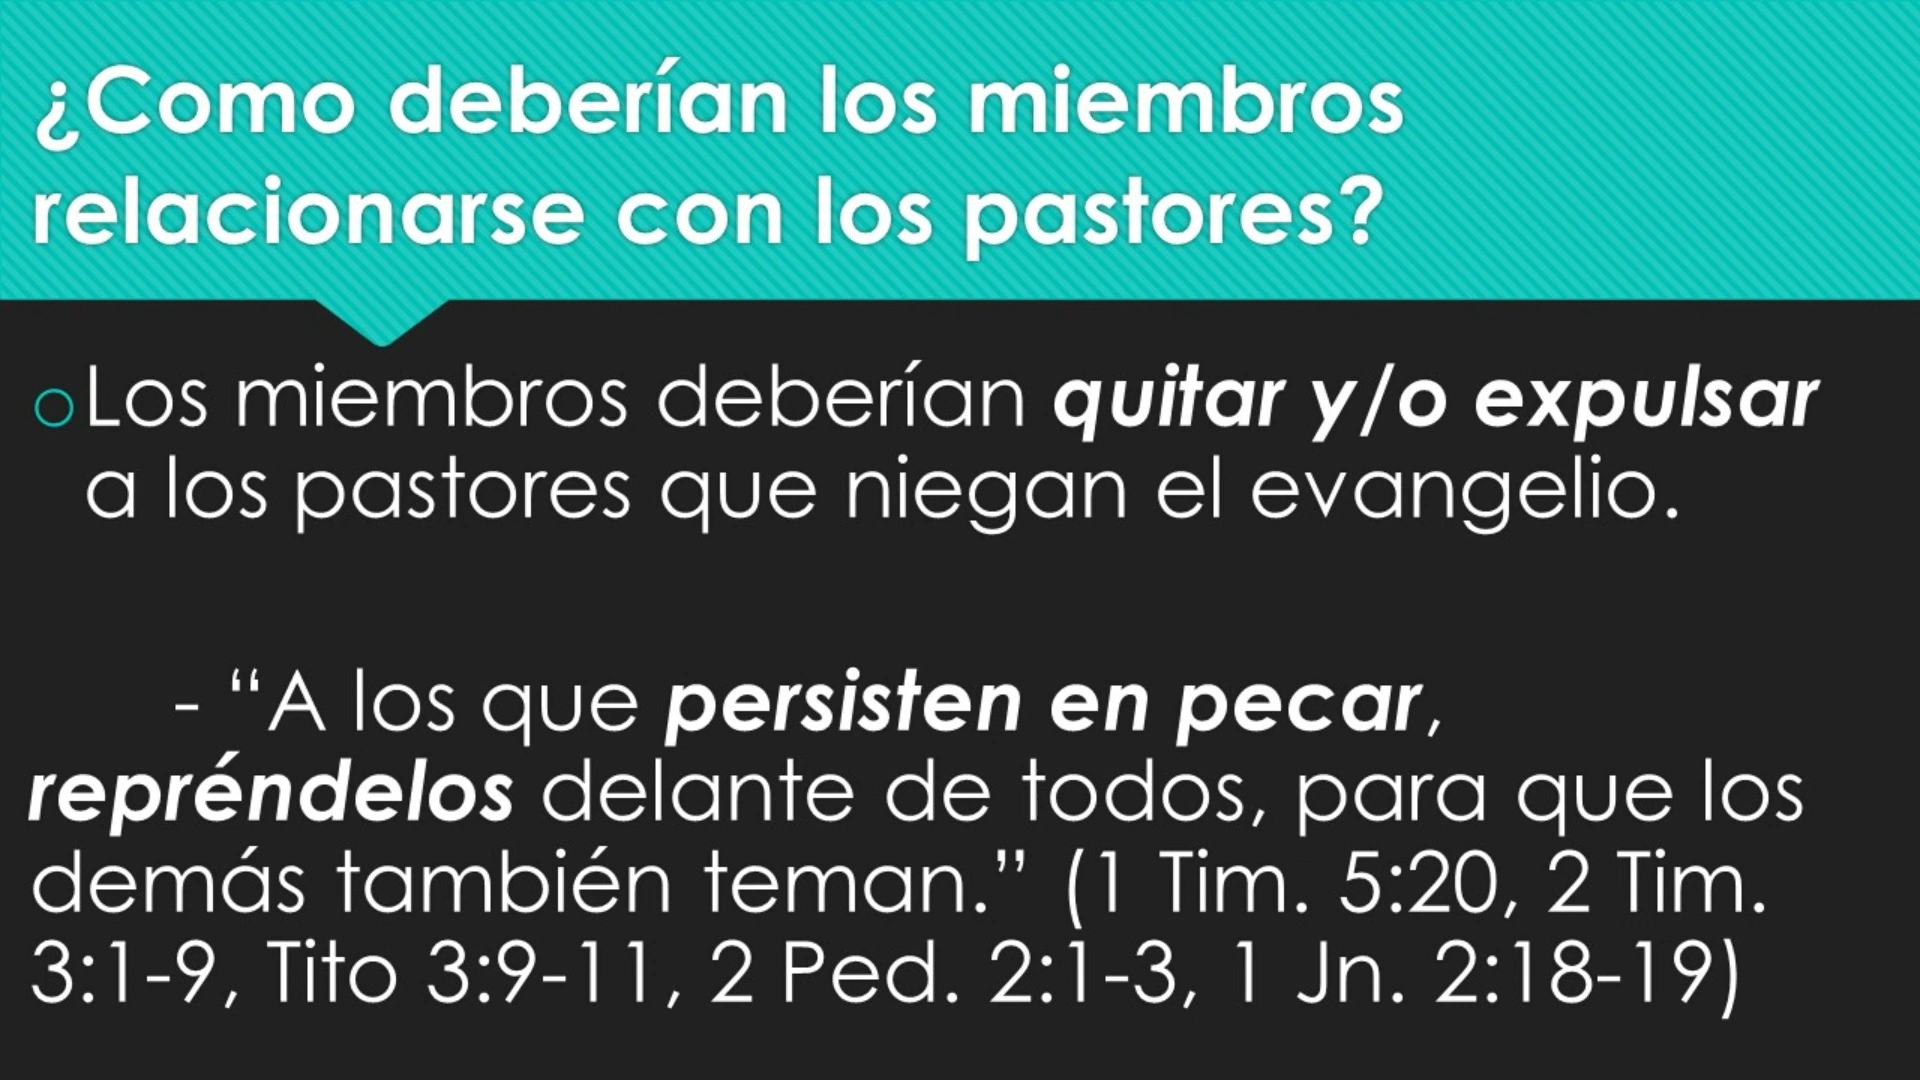 ¿Como deberían los miembros
relacionarse con los pastores?
Los miembros deberían quitar y/o expulsar
a los pastores que niegan el evangelio.
- “A los que persisten en pecar,
repréndelos delante de todos, para que los
demás también teman.” (1 Tim. 5:20, 2 Tim.
3:1-9, Tito 3:9-11, 2 Ped. 2:1-3, 1 Jn. 2:18-19)